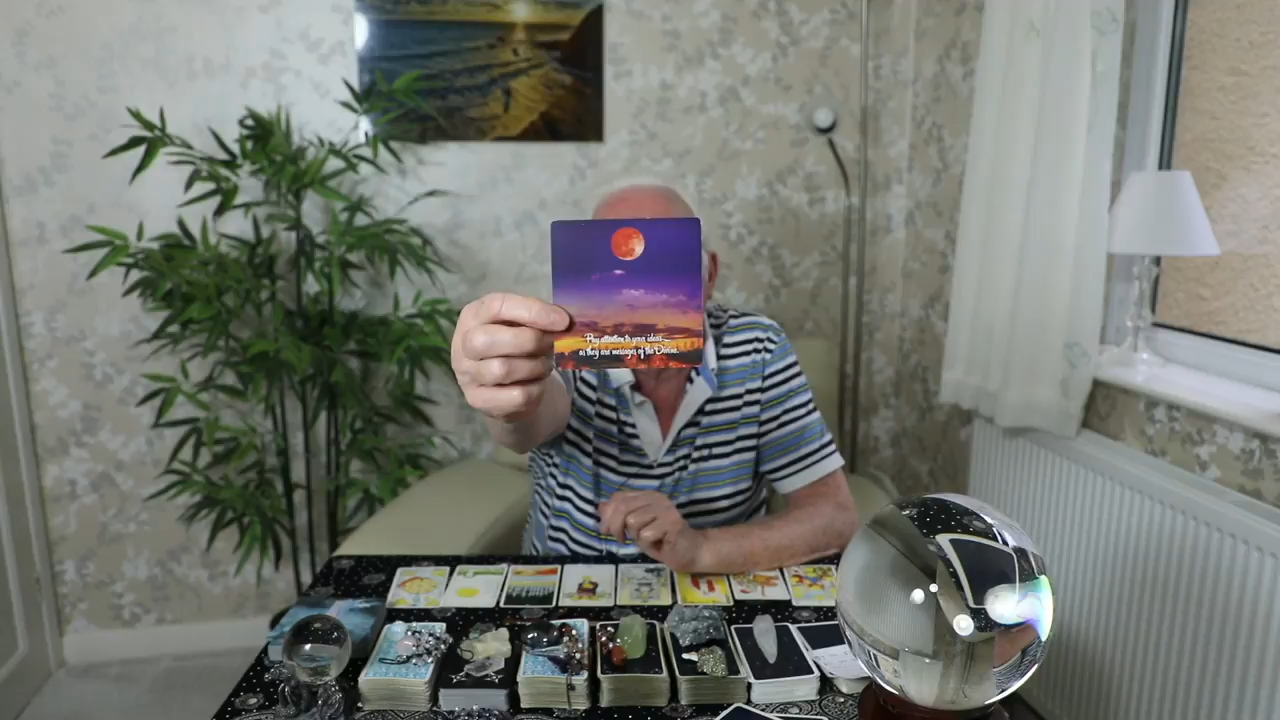 Pay attention to your ideas
as they are messages of the Divine.